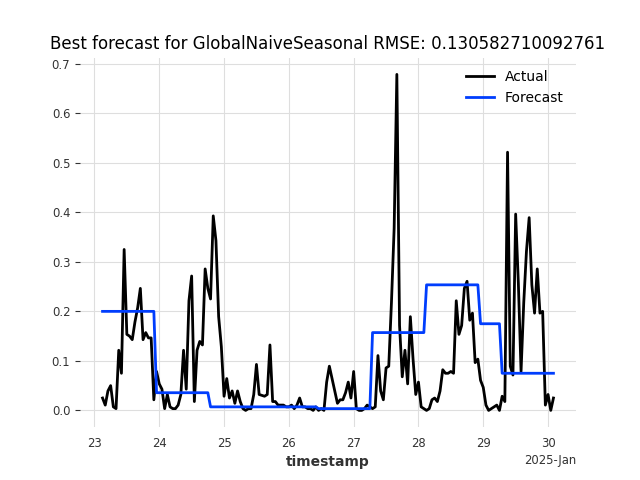 Best forecast for GlobalNaiveSeasonal RMSE: 0.130582710092761
Actual
Forecast
0.7
0.6
0.5
0.4
0.3
0.2
0.1
0.0
23 24 25 26 27 28 29 30
timestamp
2025-Jan